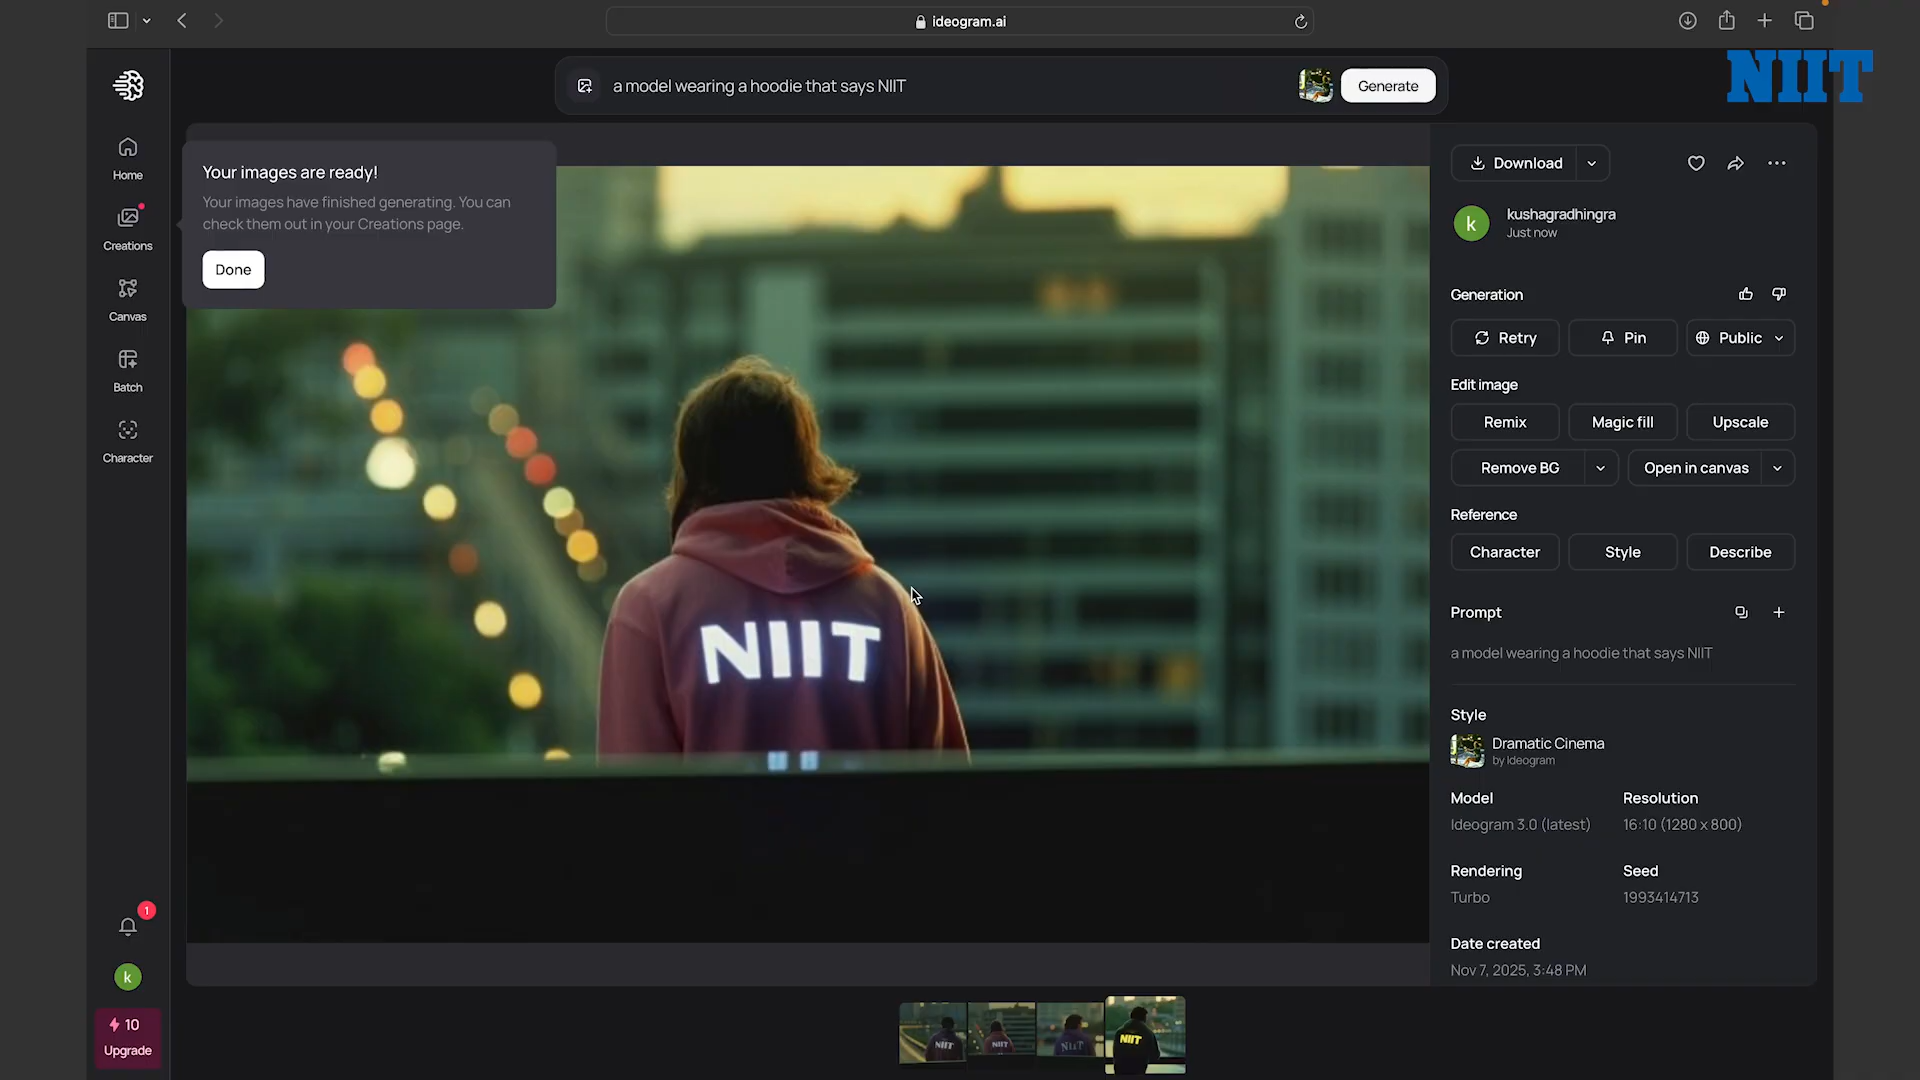 ideogram.ai
NIIT
a model wearing a hoodie that says NIIT
Generate
Home
Creations
Canvas
Batch
Character
1
k
10
Upgrade
Your images are ready!
Your images have finished generating. You can
check them out in your Creations page.
Done
NIIT
Download
k
kushagradhingra
Just now
Generation
Retry
Pin
Public
Edit image
Remix
Magic fill
Upscale
Remove BG
Open in canvas
Reference
Character
Style
Describe
Prompt
a model wearing a hoodie that says NIIT
Style
Dramatic Cinema
by Ideogram
Model
Resolution
Ideogram 3.0 (latest)
16:10 (1280 x 800)
Rendering
Seed
Turbo
1993414713
Date created
Nov 7, 2025, 3:48 PM
NIIT
NIIT
NIIT
NIIT